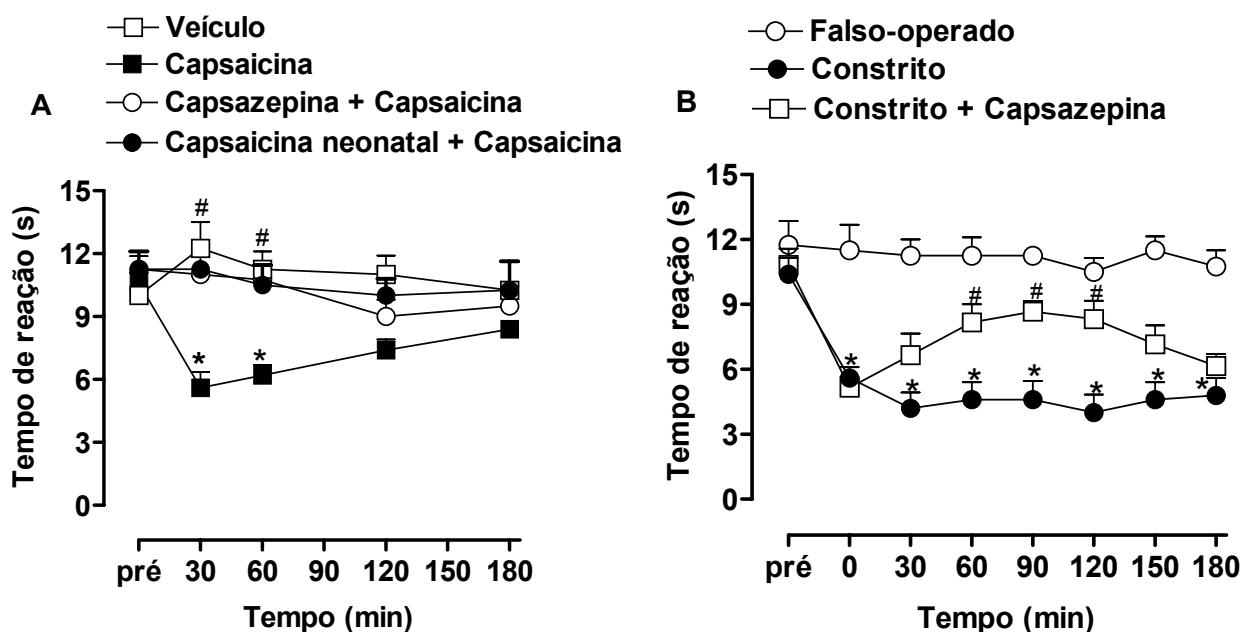 Veículo
Capsaicina
Capsazepina + Capsaicina
Capsaicina neonatal + Capsaicina
A
Tempo de reação (s)
15
12
9
6
3
0
# #
* *
pré 30 60 90 120 150 180
Tempo (min)
Falso-operado
Constrito
Constrito + Capsazepina
B
Tempo de reação (s)
15
12
9
6
3
0
# # #
* * * * * * *
pré 0 30 60 90 120 150 180
Tempo (min)